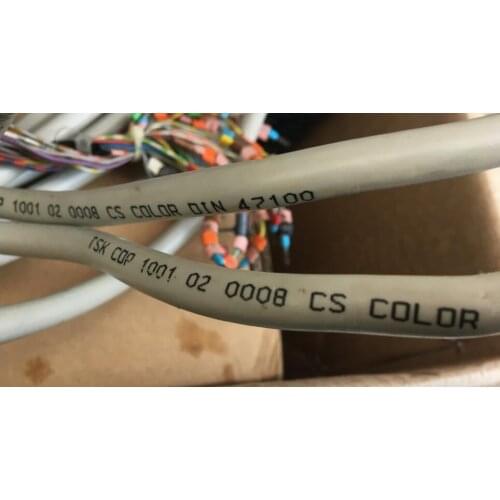 P 1001 02 0008 CS COLOR DIN 47100
TSK COP 1001 02 0008 CS COLOR